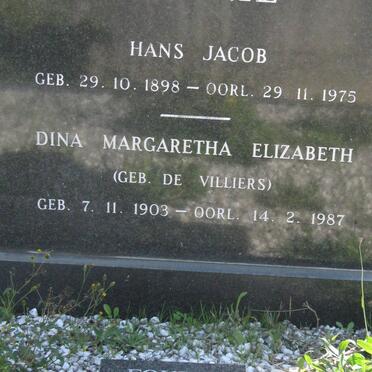 HANS JACOB
GEB. 29. 10. 1898 — OORL. 29 11. 1975
DINA MARGARETHA ELIZABETH
(GEB. DE VILLIERS)
GEB. 7. 11. 1903 — OORL. 14. 2. 1987